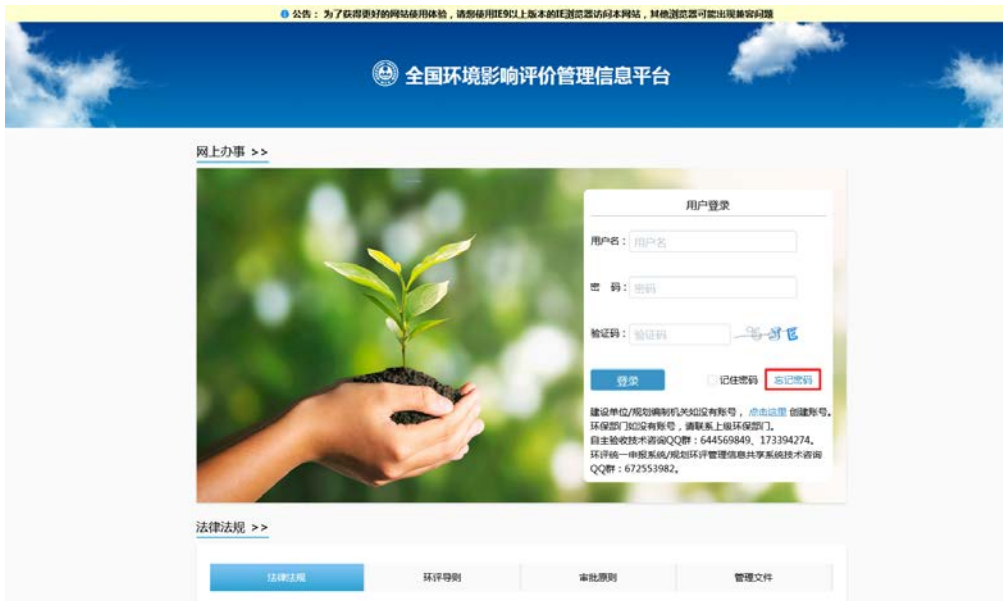 公告：为了获得更好的网站使用体验，请您使用IE9以上版本的IE浏览器访问本网站，其他浏览器可能出现兼容问题
全国环境影响评价管理信息平台
网上办事 >>
用户登录
用户名： 用户名
密 码： 密码
验证码： 验证码
登录 记住密码 忘记密码
建设单位/规划编制机关如没有账号，点击这里 创建账号。
环保部门如没有账号，请联系上级环保部门。
自主验收技术咨询QQ群：644569849、173394274。
环评统一申报系统/规划环评管理信息共享系统技术咨询
QQ群：672553982。
法律法规 >>
法律法规 环评导则 审批原则 管理文件